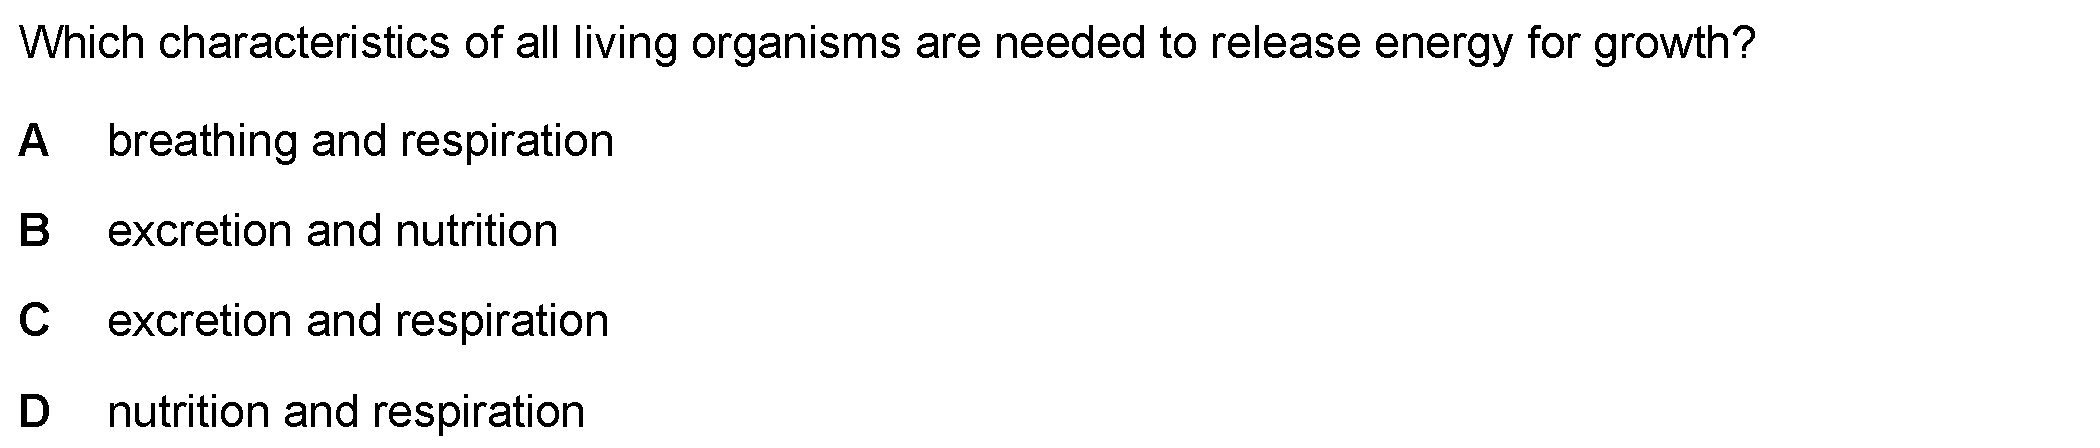 Which characteristics of all living organisms are needed to release energy for growth?
A breathing and respiration
B excretion and nutrition
C excretion and respiration
D nutrition and respiration